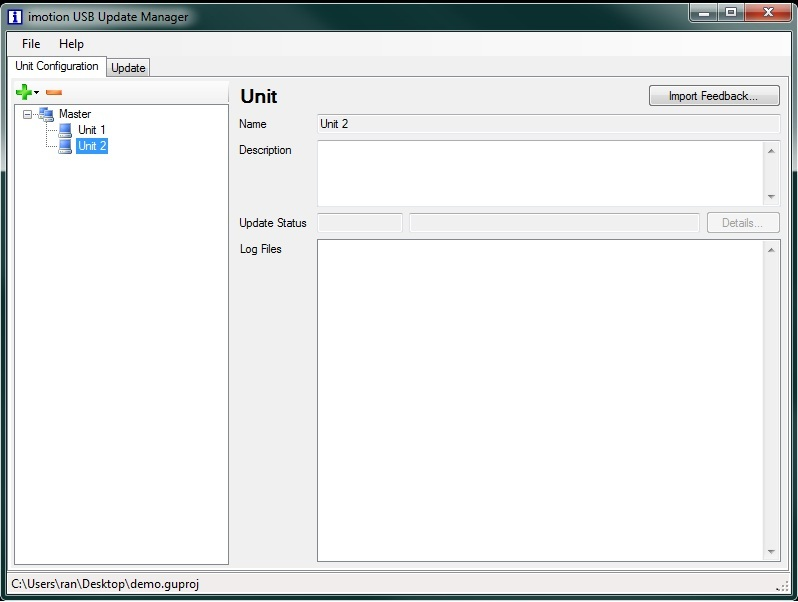 imotion USB Update Manager
File Help
Unit Configuration Update
Master
Unit 1
Unit 2
Unit
Import Feedback...
Name Unit 2
Description
Update Status Details...
Log Files
C:\Users\ran\Desktop\demo.guproj